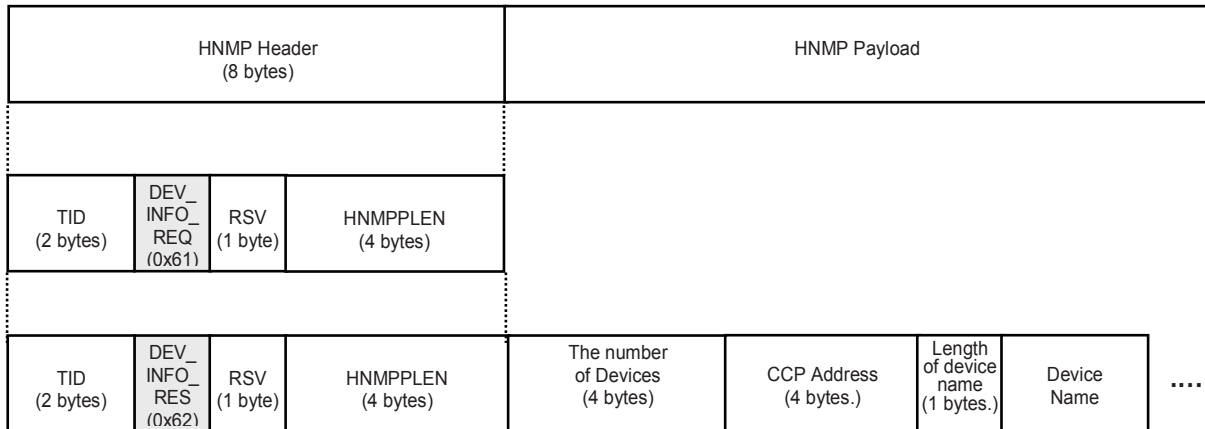 HNMP Header
(8 bytes)
HNMP Payload
TID
(2 bytes)
DEV_
INFO_
REQ
(0x61)
RSV
(1 byte)
HNMPPLEN
(4 bytes)
TID
(2 bytes)
DEV_
INFO_
RES
(0x62)
RSV
(1 byte)
HNMPPLEN
(4 bytes)
The number
of Devices
(4 bytes)
CCP Address
(4 bytes.)
Length
of device
name
(1 bytes.)
Device
Name
....